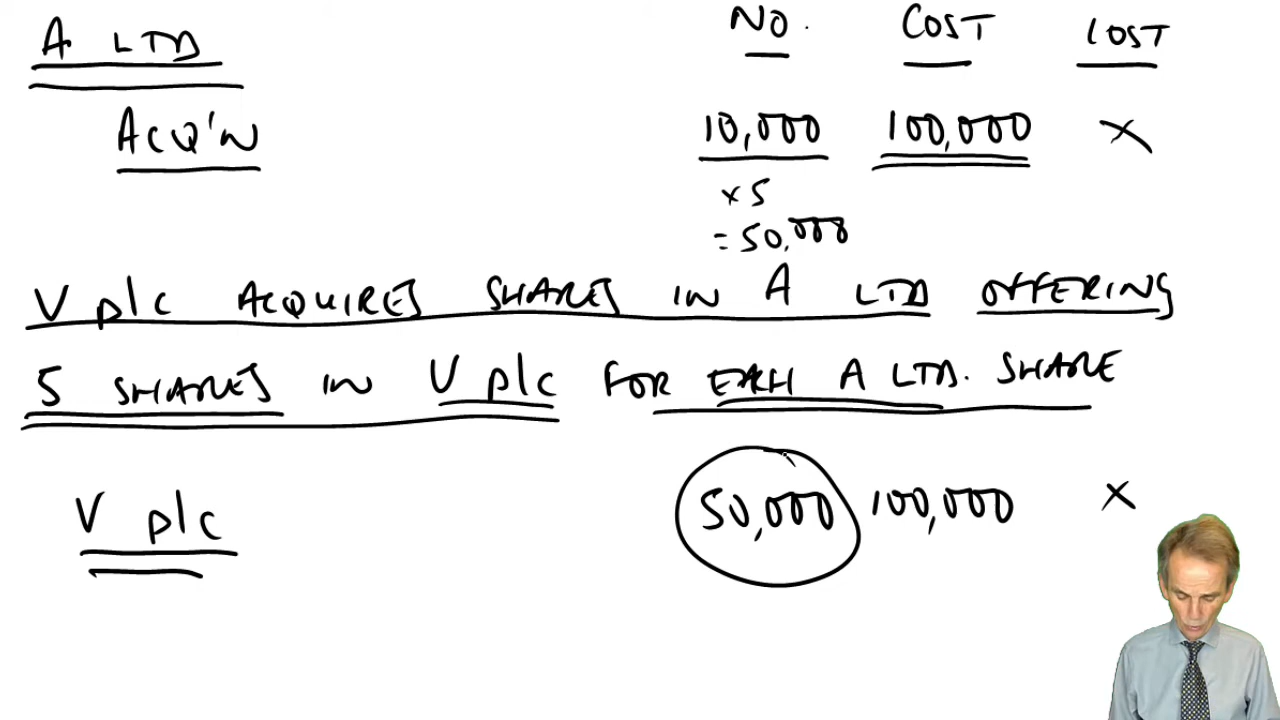 A LTD NO. COST COST
ACQ'N 10,000 100,000 X
x 5
= 50,000
V plc ACQUIRES SHARES IN A LTD OFFERING
5 SHARES IN V plc FOR EACH A LTD. SHARE
V plc 50,000 100,000 X